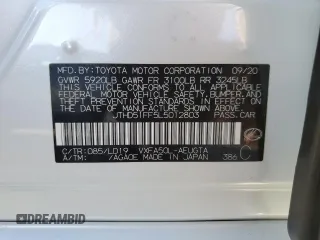 MFD. BY: TOYOTA MOTOR CORPORATION 09/20
GVWR 5920LB GAWR FR 3100LB RR 3245LB
THIS VEHICLE CONFORMS TO ALL APPLICABLE
FEDERAL MOTOR VEHICLE SAFETY, BUMPER, AND
THEFT PREVENTION STANDARDS IN EFFECT ON
THE DATE OF MANUFACTURE SHOWN ABOVE.
JTHD51FF5L5012803 PASS.CAR
C/TR: 085/LD19 VXFA50L-AEUGTA
A/TM: /AGA0E MADE IN JAPAN 386
C
AUTOBIDMASTER